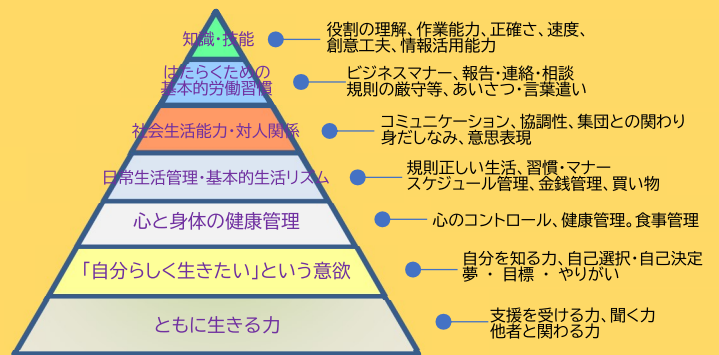 知識・技能
役割の理解、作業能力、正確さ、速度、
創意工夫、情報活用能力
はたらくための
基本的労働習慣
ビジネスマナー、報告・連絡・相談
規則の厳守等、あいさつ・言葉遣い
社会生活能力・対人関係
コミュニケーション、協調性、集団との関わり
身だしなみ、意思表現
日常生活管理・基本的生活リズム
規則正しい生活、習慣・マナー
スケジュール管理、金銭管理、買い物
心と身体の健康管理
心のコントロール、健康管理。食事管理
「自分らしく生きたい」という意欲
自分を知る力、自己選択・自己決定
夢 ・ 目標 ・ やりがい
ともに生きる力
支援を受ける力、聞く力
他者と関わる力